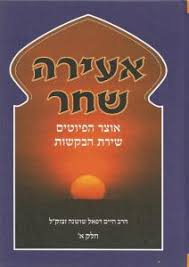 אעירה
שחר
אוצר הפיוטים
שירת הבקשות
הרב חיים רפאל שושנה זצוק"ל
חלק א'